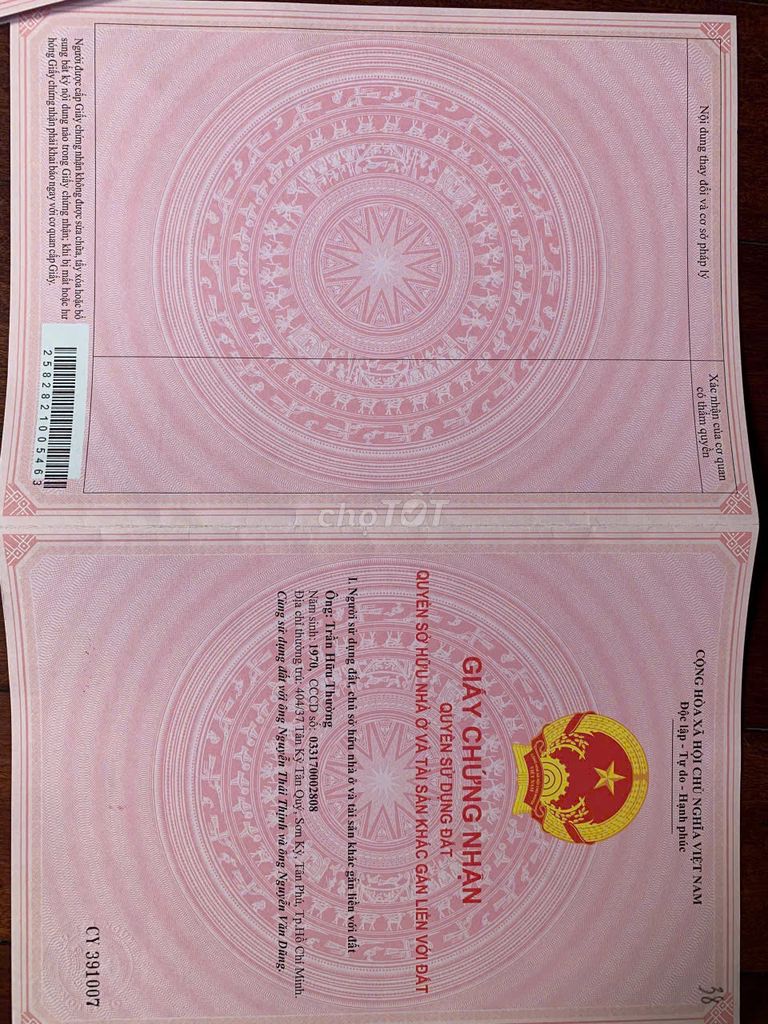 Nội dung thay đổi và cơ sở pháp lý
Xác nhận của cơ quan
có thẩm quyền
Người được cấp Giấy chứng nhận không được sửa chữa, tẩy xóa hoặc bổ
sung bất kỳ nội dung nào trong Giấy chứng nhận; khi bị mất hoặc hư
hỏng Giấy chứng nhận phải khai báo ngay với cơ quan cấp Giấy.
2582821005463
choTỐT
CỘNG HÒA XÃ HỘI CHỦ NGHĨA VIỆT NAM
Độc lập - Tự do - Hạnh phúc
38
GIẤY CHỨNG NHẬN
QUYỀN SỬ DỤNG ĐẤT
QUYỀN SỞ HỮU NHÀ Ở VÀ TÀI SẢN KHÁC GẮN LIỀN VỚI ĐẤT
I. Người sử dụng đất, chủ sở hữu nhà ở và tài sản khác gắn liền với đất
Ông: Trần Hữu Thường
Năm sinh: 1970, CCCD số: 033170002808
Địa chỉ thường trú: 404/37 Tân Kỳ Tân Quý, Sơn Kỳ, Tân Phú, Tp.Hồ Chí Minh.
Cùng sử dụng đất với ông Nguyễn Thái Thịnh và ông Nguyễn Văn Dũng.
CY 391007